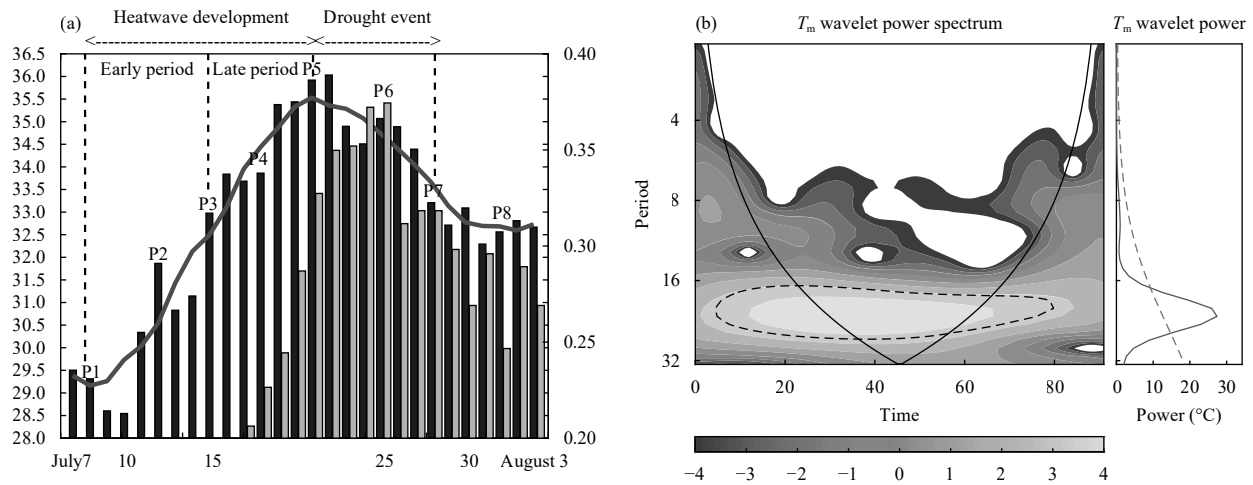 (a)
Heatwave development
Drought event
36.5
36.0
35.5
35.0
34.5
34.0
33.5
33.0
32.5
32.0
31.5
31.0
30.5
30.0
29.5
29.0
28.5
28.0
Early period
Late period
P1
P2
P3
P4
P5
P6
P7
P8
0.40
0.35
0.30
0.25
0.20
July7 10 15 25 30 August 3
(b)
Tm wavelet power spectrum
Period
4
8
16
32
0 20 40 60 80
Time
−4 −3 −2 −1 0 1 2 3 4
Tm wavelet power
0 10 20 30
Power (°C)